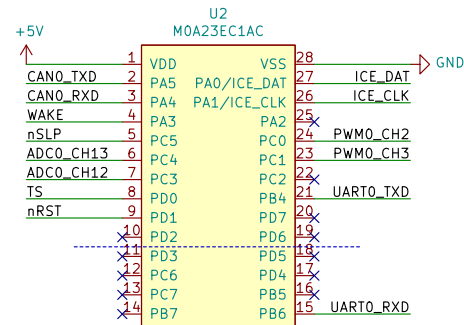 U2
M0A23EC1AC
+5V
1 VDD VSS 28 GND
CAN0_TXD 2 PA5 PA0/ICE_DAT 27 ICE_DAT
CAN0_RXD 3 PA4 PA1/ICE_CLK 26 ICE_CLK
WAKE 4 PA3 PA2 25
nSLP 5 PC5 PC0 24 PWM0_CH2
ADC0_CH13 6 PC4 PC1 23 PWM0_CH3
ADC0_CH12 7 PC3 PC2 22
TS 8 PD0 PB4 21 UART0_TXD
nRST 9 PD1 PD7 20
10 PD2 PD6 19
11 PD3 PD5 18
12 PC6 PD4 17
13 PC7 PB5 16
14 PB7 PB6 15 UART0_RXD